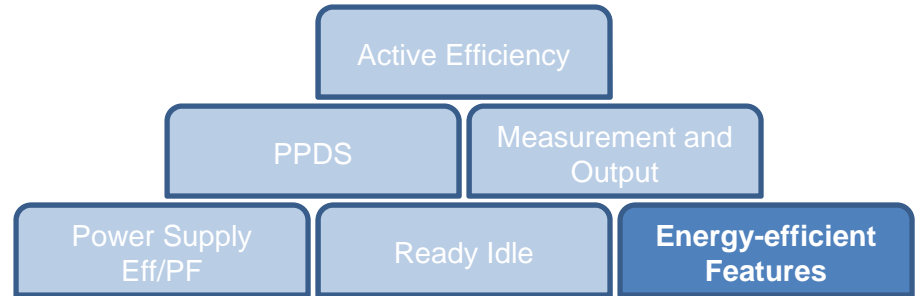 Active Efficiency
PPDS
Measurement and
Output
Power Supply
Eff/PF
Ready Idle
Energy-efficient
Features